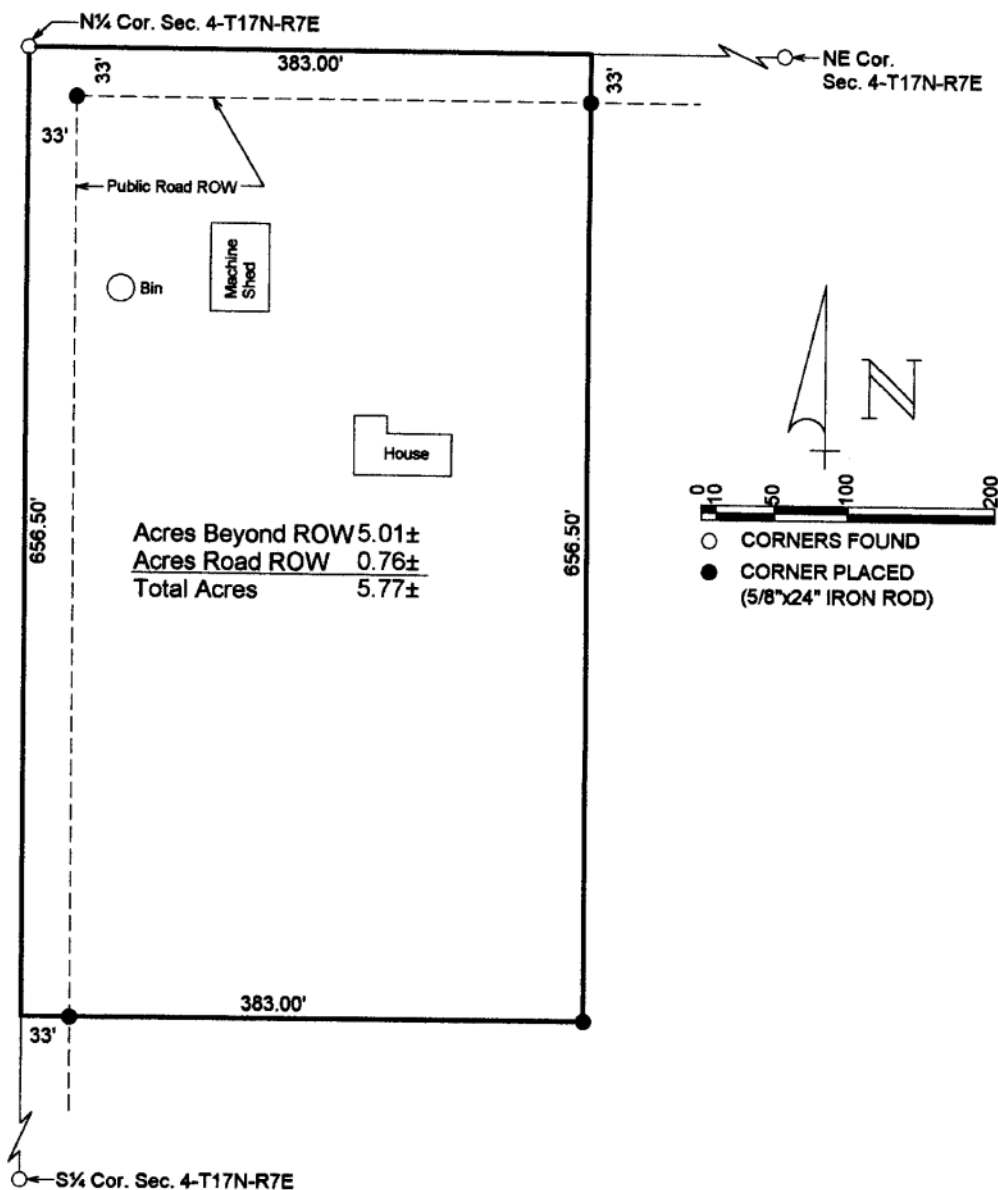 N¼ Cor. Sec. 4-T17N-R7E
383.00'
33'
33'
NE Cor.
Sec. 4-T17N-R7E
33'
Public Road ROW
Machine
Shed
Bin
House
N
656.50'
656.50'
0 10 50 100 200
Acres Beyond ROW 5.01±
Acres Road ROW 0.76±
Total Acres 5.77±
CORNERS FOUND
CORNER PLACED
(5/8"x24" IRON ROD)
383.00'
33'
S¼ Cor. Sec. 4-T17N-R7E